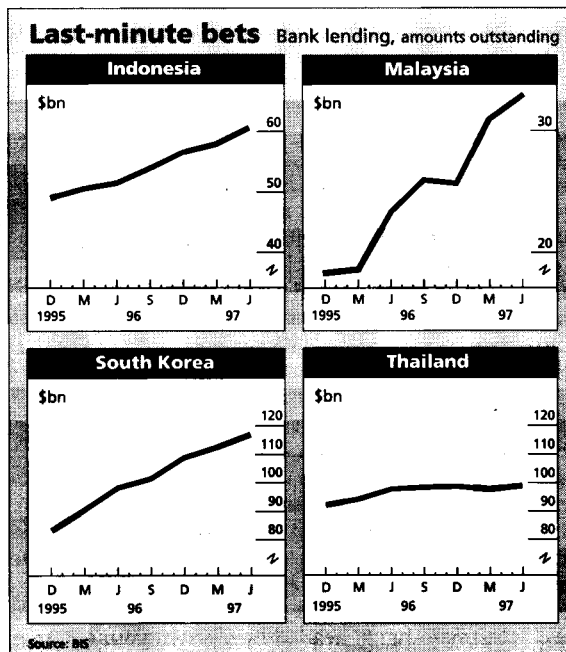 Last-minute bets Bank lending, amounts outstanding
Indonesia
$bn
60
50
40
D M J S D M J
1995 96 97
Malaysia
$bn
30
20
D M J S D M J
1995 96 97
South Korea
$bn
120
110
100
90
80
D M J S D M J
1995 96 97
Thailand
$bn
120
110
100
90
80
D M J S D M J
1995 96 97
Source: BIS